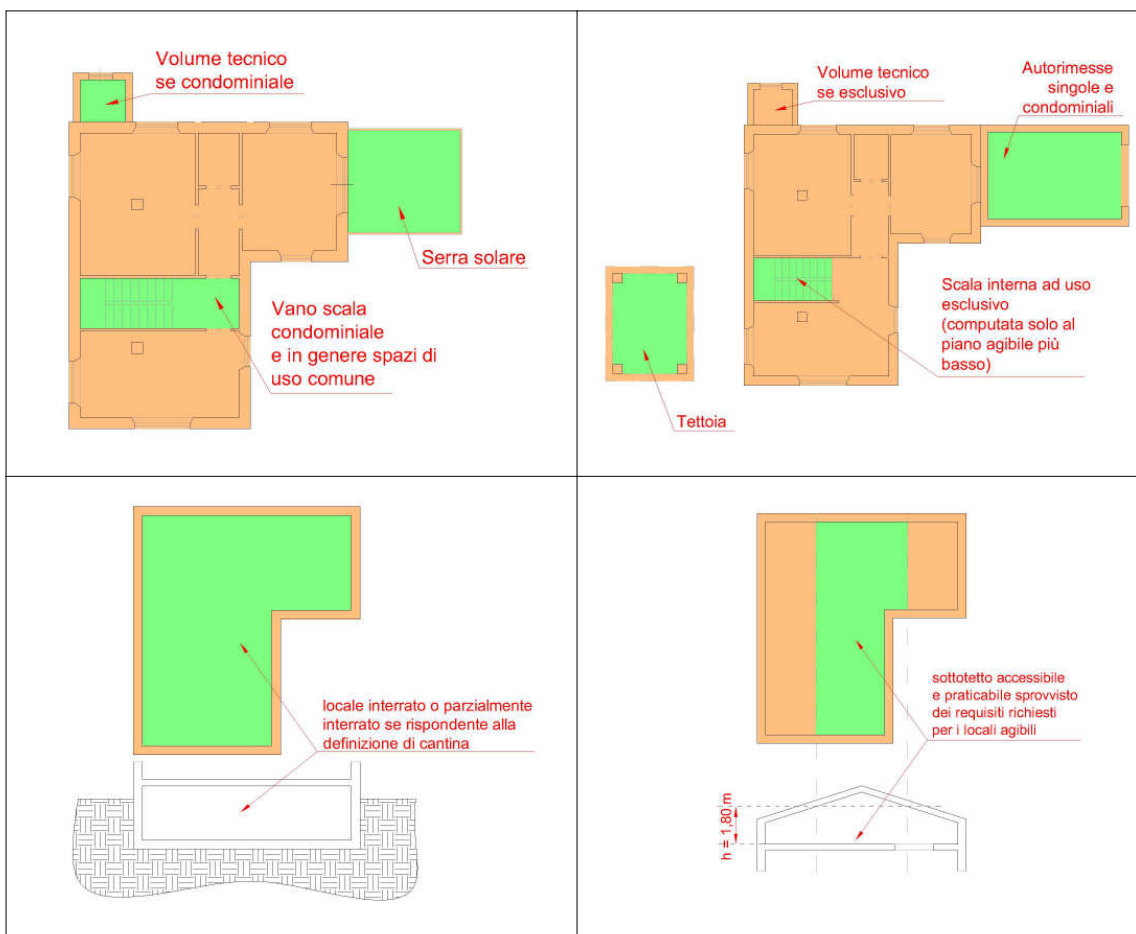 Volume tecnico
se condominiale
Serra solare
Vano scala
condominiale
e in genere spazi di
uso comune
Volume tecnico
se esclusivo
Autorimesse
singole e
condominiali
Scala interna ad uso
esclusivo
(computata solo al
piano agibile più
basso)
Tettoia
locale interrato o parzialmente
interrato se rispondente alla
definizione di cantina
sottotetto accessibile
e praticabile sprovvisto
dei requisiti richiesti
per i locali agibili
h = 1,80 m